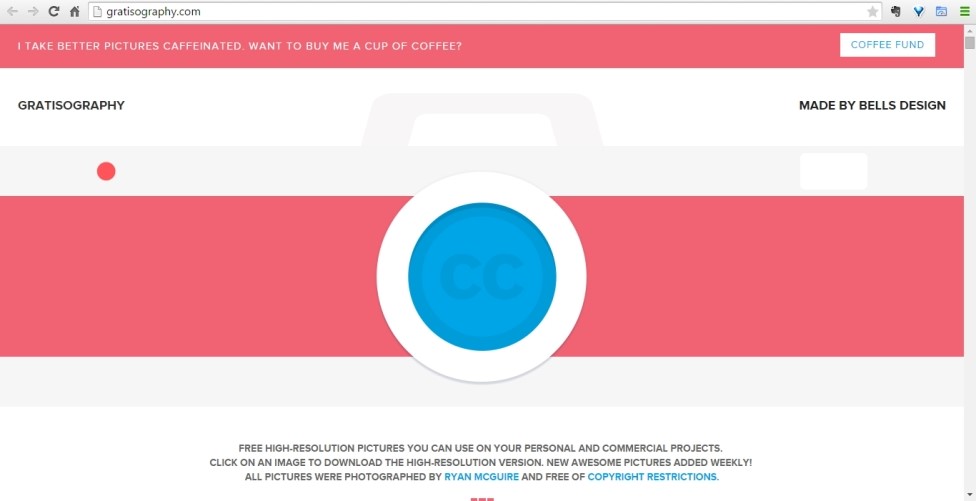 gratisography.com
I TAKE BETTER PICTURES CAFFEINATED. WANT TO BUY ME A CUP OF COFFEE?
COFFEE FUND
GRATISOGRAPHY
MADE BY BELLS DESIGN
CC
FREE HIGH-RESOLUTION PICTURES YOU CAN USE ON YOUR PERSONAL AND COMMERCIAL PROJECTS.
CLICK ON AN IMAGE TO DOWNLOAD THE HIGH-RESOLUTION VERSION. NEW AWESOME PICTURES ADDED WEEKLY!
ALL PICTURES WERE PHOTOGRAPHED BY RYAN MCGUIRE AND FREE OF COPYRIGHT RESTRICTIONS.